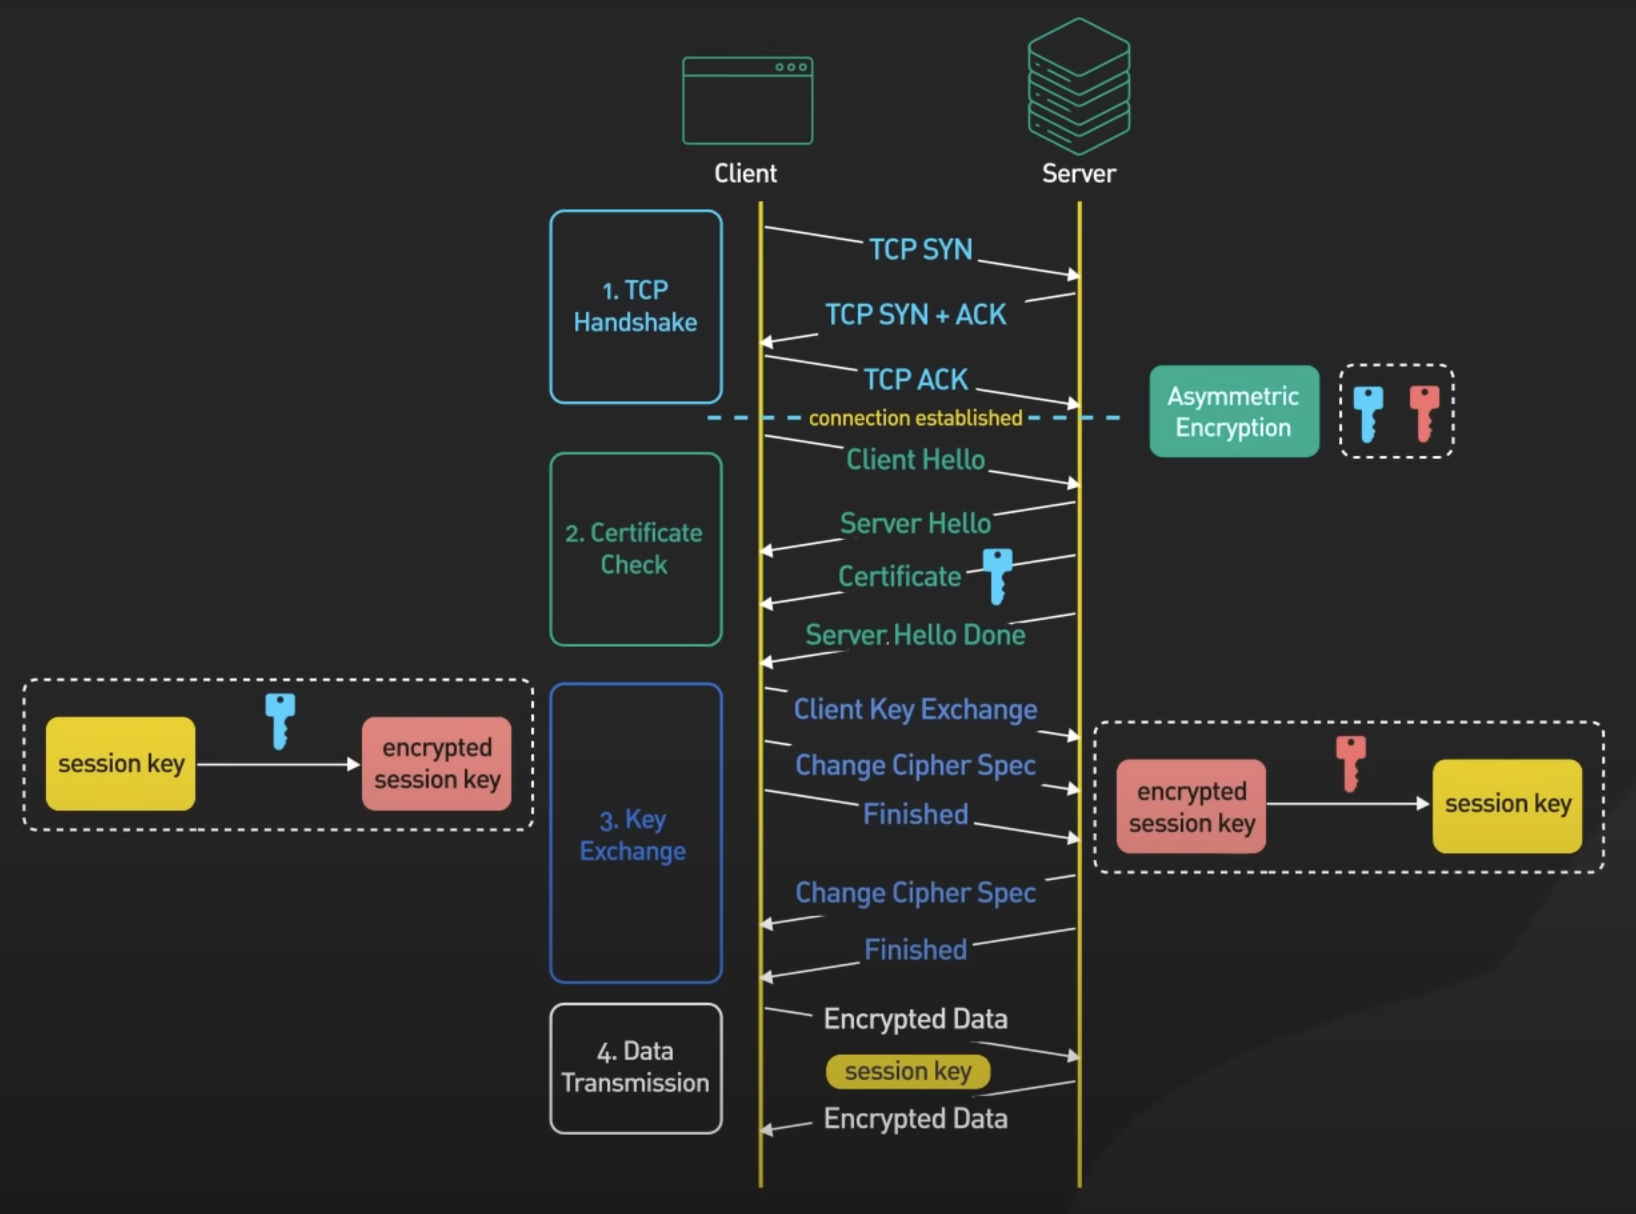 Client
Server
1. TCP
Handshake
TCP SYN
TCP SYN + ACK
TCP ACK
connection established
Asymmetric
Encryption
2. Certificate
Check
Client Hello
Server Hello
Certificate
Server Hello Done
session key
encrypted
session key
3. Key
Exchange
Client Key Exchange
Change Cipher Spec
Finished
Change Cipher Spec
Finished
encrypted
session key
session key
4. Data
Transmission
Encrypted Data
session key
Encrypted Data